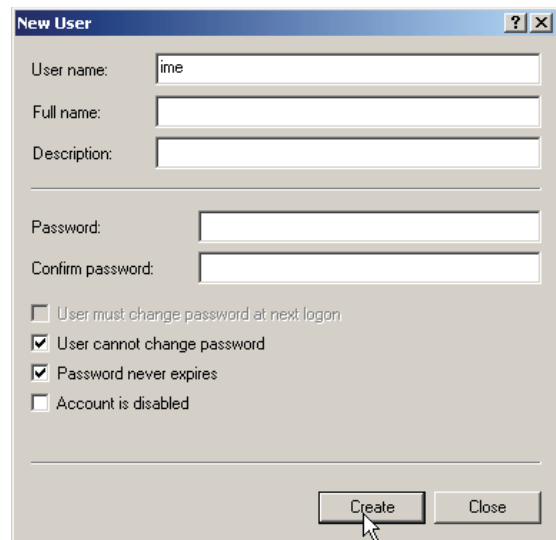 New User
User name:
ime
Full name:
Description:
Password:
Confirm password:
User must change password at next logon
User cannot change password
Password never expires
Account is disabled
Create Close